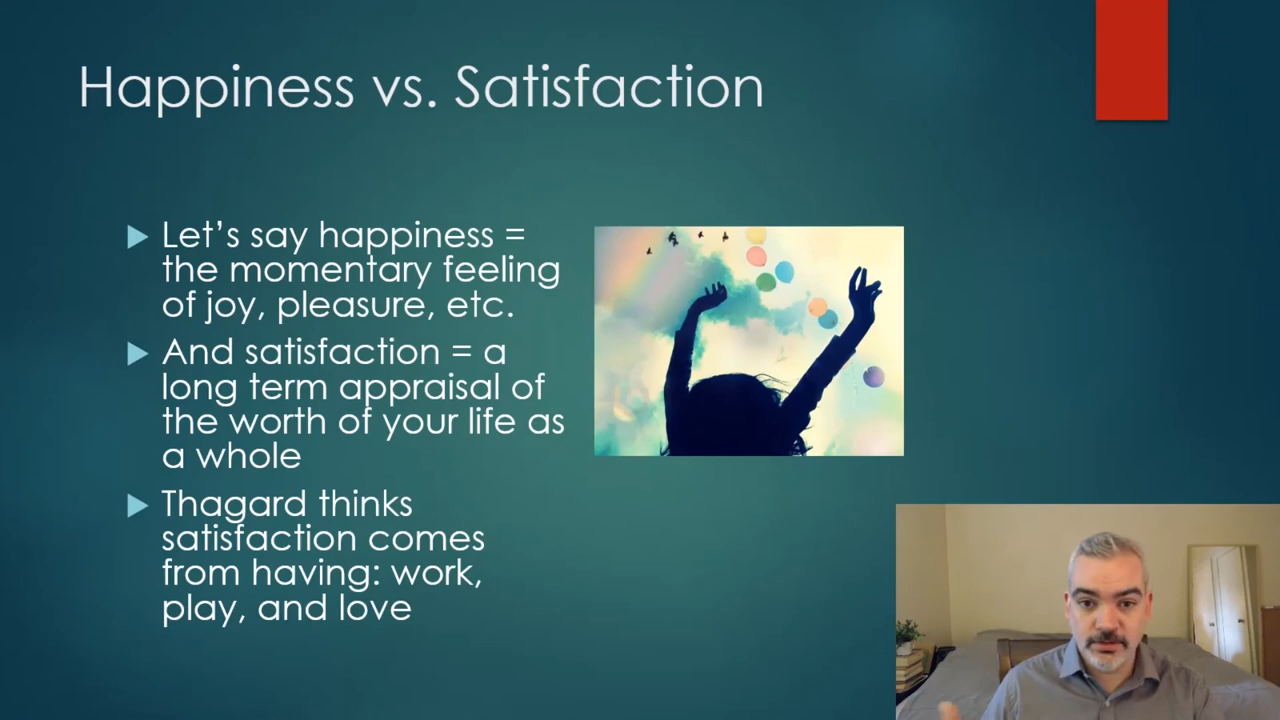 Happiness vs. Satisfaction
Let’s say happiness =
the momentary feeling
of joy, pleasure, etc.
And satisfaction = a
long term appraisal of
the worth of your life as
a whole
Thagard thinks
satisfaction comes
from having: work,
play, and love